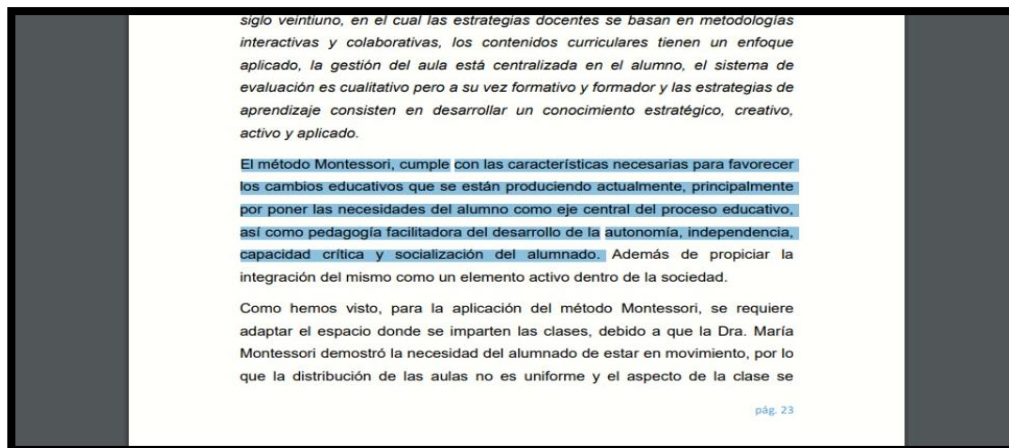 siglo veintiuno, en el cual las estrategias docentes se basan en metodologías
interactivas y colaborativas, los contenidos curriculares tienen un enfoque
aplicado, la gestión del aula está centralizada en el alumno, el sistema de
evaluación es cualitativo pero a su vez formativo y formador y las estrategias de
aprendizaje consisten en desarrollar un conocimiento estratégico, creativo,
activo y aplicado.
El método Montessori, cumple con las características necesarias para favorecer
los cambios educativos que se están produciendo actualmente, principalmente
por poner las necesidades del alumno como eje central del proceso educativo,
así como pedagogía facilitadora del desarrollo de la autonomía, independencia,
capacidad crítica y socialización del alumnado. Además de propiciar la
integración del mismo como un elemento activo dentro de la sociedad.
Como hemos visto, para la aplicación del método Montessori, se requiere
adaptar el espacio donde se imparten las clases, debido a que la Dra. María
Montessori demostró la necesidad del alumnado de estar en movimiento, por lo
que la distribución de las aulas no es uniforme y el aspecto de la clase se
pág. 23